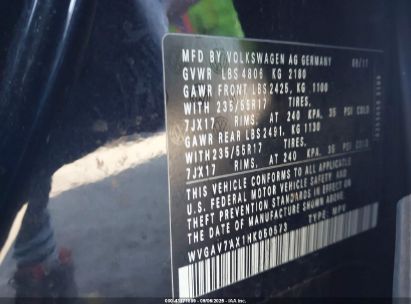 MFD BY VOLKSWAGEN AG GERMANY 09/17
GVWR LBS 4806 KG 2180
GAWR FRONT LBS 2425, KG 1100
WITH 235/55R17 TIRES,
7JX17 RIMS, AT 240 KPA, 35 PSI COLD
GAWR REAR LBS 2491, KG 1130
WITH 235/55R17 TIRES,
7JX17 RIMS, AT 240 KPA, 35 PSI COLD
THIS VEHICLE CONFORMS TO ALL APPLICABLE
U.S. FEDERAL MOTOR VEHICLE SAFETY AND
THEFT PREVENTION STANDARDS IN EFFECT
ON THE DATE OF MANUFACTURE SHOWN ABOVE
WVGAV7AX1HK050573 TYPE: MPV